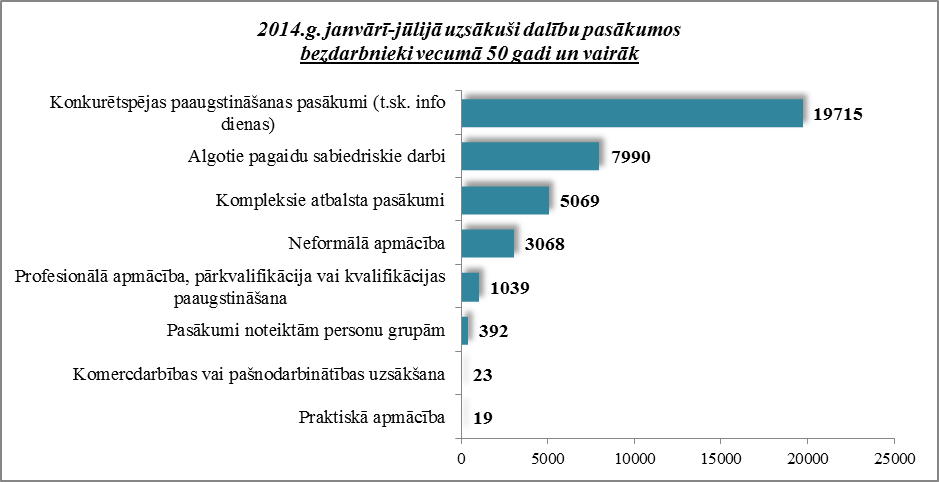 2014.g. janvārī-jūlijā uzsākuši dalību pasākumos
bezdarbnieki vecumā 50 gadi un vairāk
Konkurētspējas paaugstināšanas pasākumi (t.sk. info
dienas)
19715
Algotie pagaidu sabiedriskie darbi
7990
Kompleksie atbalsta pasākumi
5069
Neformālā apmācība
3068
Profesionālā apmācība, pārkvalifikācija vai kvalifikācijas
paaugstināšana
1039
Pasākumi noteiktām personu grupām
392
Komercdarbības vai pašnodarbinātības uzsākšana
23
Praktiskā apmācība
19
0 5000 10000 15000 20000 25000